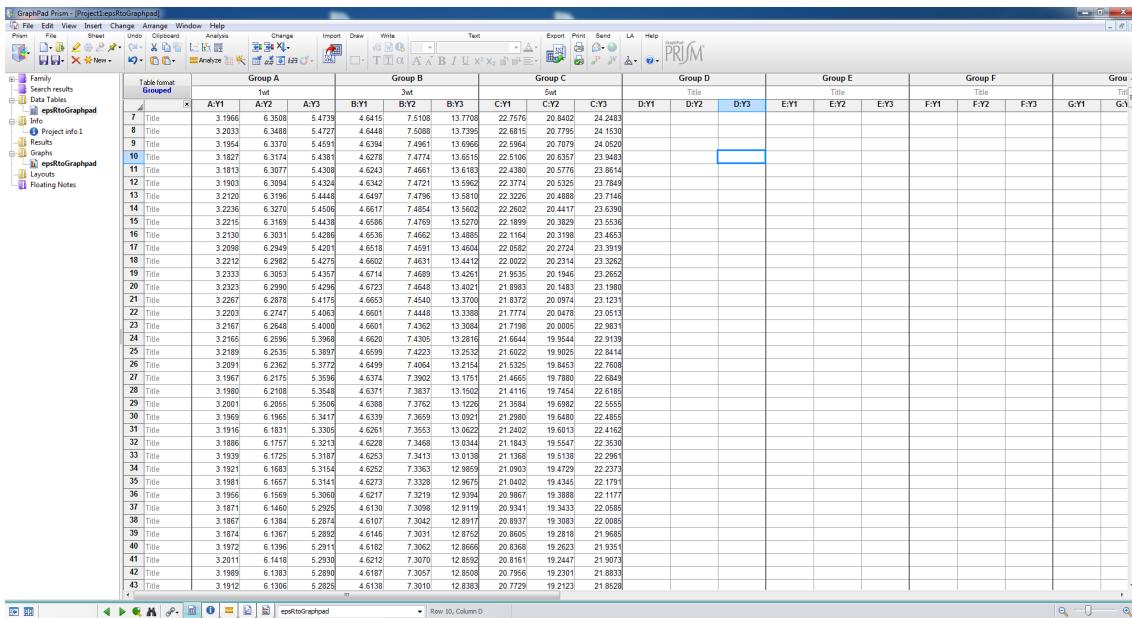 GraphPad Prism - [Project1:epsRtoGraphpad]
File Edit View Insert Change Arrange Window Help
Prism File Sheet Undo Clipboard Analysis Change Import Draw Write Text Export Print Send LA Help
New Analyze GraphPad PRISM
Family
Search results
Data Tables
epsRtoGraphpad
Info
Project info 1
Results
Graphs
epsRtoGraphpad
Layouts
Floating Notes
Table format: Grouped
Group A Group B Group C Group D Group E Group F Grou
1wt 3wt 5wt Title Title Title Titl
A:Y1 A:Y2 A:Y3 B:Y1 B:Y2 B:Y3 C:Y1 C:Y2 C:Y3 D:Y1 D:Y2 D:Y3 E:Y1 E:Y2 E:Y3 F:Y1 F:Y2 F:Y3 G:Y1 G:Y
7 Title 3.1966 6.3508 5.4739 4.6415 7.5108 13.7708 22.7576 20.8402 24.2483
8 Title 3.2033 6.3488 5.4727 4.6448 7.5088 13.7395 22.6815 20.7795 24.1530
9 Title 3.1954 6.3370 5.4591 4.6394 7.4961 13.6966 22.5964 20.7079 24.0520
10 Title 3.1827 6.3174 5.4381 4.6278 7.4774 13.6515 22.5106 20.6357 23.9483
11 Title 3.1813 6.3077 5.4308 4.6243 7.4661 13.6183 22.4380 20.5776 23.8614
12 Title 3.1903 6.3094 5.4324 4.6342 7.4721 13.5962 22.3774 20.5325 23.7849
13 Title 3.2120 6.3196 5.4448 4.6497 7.4796 13.5810 22.3226 20.4888 23.7146
14 Title 3.2236 6.3270 5.4506 4.6617 7.4854 13.5602 22.2602 20.4417 23.6390
15 Title 3.2215 6.3169 5.4438 4.6586 7.4769 13.5270 22.1899 20.3829 23.5536
16 Title 3.2130 6.3031 5.4286 4.6536 7.4662 13.4885 22.1164 20.3198 23.4653
17 Title 3.2098 6.2949 5.4201 4.6518 7.4591 13.4604 22.0582 20.2724 23.3919
18 Title 3.2212 6.2982 5.4275 4.6602 7.4631 13.4412 22.0022 20.2314 23.3262
19 Title 3.2333 6.3053 5.4357 4.6714 7.4689 13.4261 21.9535 20.1946 23.2652
20 Title 3.2323 6.2990 5.4296 4.6723 7.4648 13.4021 21.8983 20.1483 23.1980
21 Title 3.2267 6.2878 5.4175 4.6653 7.4540 13.3700 21.8372 20.0974 23.1231
22 Title 3.2203 6.2747 5.4063 4.6601 7.4448 13.3388 21.7774 20.0478 23.0513
23 Title 3.2167 6.2648 5.4000 4.6601 7.4362 13.3084 21.7198 20.0005 22.9831
24 Title 3.2165 6.2596 5.3968 4.6620 7.4305 13.2816 21.6644 19.9544 22.9139
25 Title 3.2189 6.2535 5.3897 4.6599 7.4223 13.2532 21.6022 19.9025 22.8414
26 Title 3.2091 6.2362 5.3772 4.6499 7.4064 13.2154 21.5325 19.8453 22.7608
27 Title 3.1967 6.2175 5.3596 4.6374 7.3902 13.1751 21.4665 19.7880 22.6849
28 Title 3.1980 6.2108 5.3548 4.6371 7.3837 13.1502 21.4116 19.7454 22.6185
29 Title 3.2001 6.2055 5.3506 4.6388 7.3762 13.1226 21.3584 19.6982 22.5555
30 Title 3.1969 6.1965 5.3417 4.6339 7.3659 13.0921 21.2980 19.6480 22.4855
31 Title 3.1916 6.1831 5.3305 4.6261 7.3553 13.0622 21.2402 19.6013 22.4162
32 Title 3.1886 6.1757 5.3213 4.6228 7.3468 13.0344 21.1843 19.5547 22.3530
33 Title 3.1939 6.1725 5.3187 4.6253 7.3413 13.0138 21.1368 19.5138 22.2961
34 Title 3.1921 6.1683 5.3154 4.6252 7.3363 12.9859 21.0903 19.4729 22.2373
35 Title 3.1981 6.1657 5.3141 4.6273 7.3328 12.9675 21.0402 19.4345 22.1791
36 Title 3.1956 6.1569 5.3060 4.6217 7.3219 12.9394 20.9867 19.3888 22.1177
37 Title 3.1871 6.1460 5.2925 4.6130 7.3098 12.9119 20.9341 19.3433 22.0585
38 Title 3.1867 6.1384 5.2874 4.6107 7.3042 12.8917 20.8937 19.3083 22.0085
39 Title 3.1874 6.1367 5.2892 4.6146 7.3031 12.8752 20.8605 19.2818 21.9685
40 Title 3.1972 6.1396 5.2911 4.6182 7.3062 12.8666 20.8368 19.2623 21.9351
41 Title 3.2011 6.1418 5.2930 4.6212 7.3070 12.8592 20.8161 19.2447 21.9073
42 Title 3.1989 6.1383 5.2890 4.6187 7.3057 12.8508 20.7956 19.2301 21.8833
43 Title 3.1912 6.1306 5.2825 4.6138 7.3010 12.8383 20.7729 19.2123 21.8528
epsRtoGraphpad Row 10, Column D